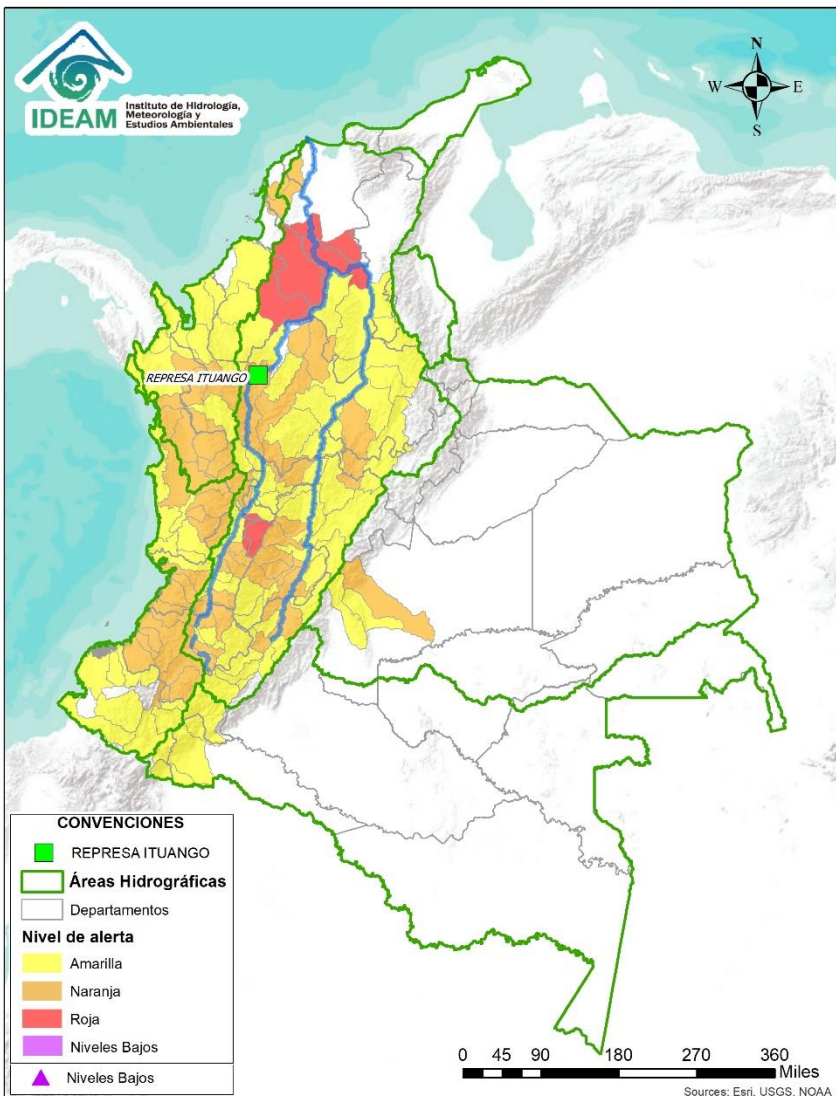 IDEAM
Instituto de Hidrología,
Meteorología y
Estudios Ambientales
N
W
E
S
REPRESA ITUANGO
CONVENCIONES
REPRESA ITUANGO
Áreas Hidrográficas
Departamentos
Nivel de alerta
Amarilla
Naranja
Roja
Niveles Bajos
Niveles Bajos
0 45 90 180 270 360
Miles
Sources: Esri, USGS, NOAA